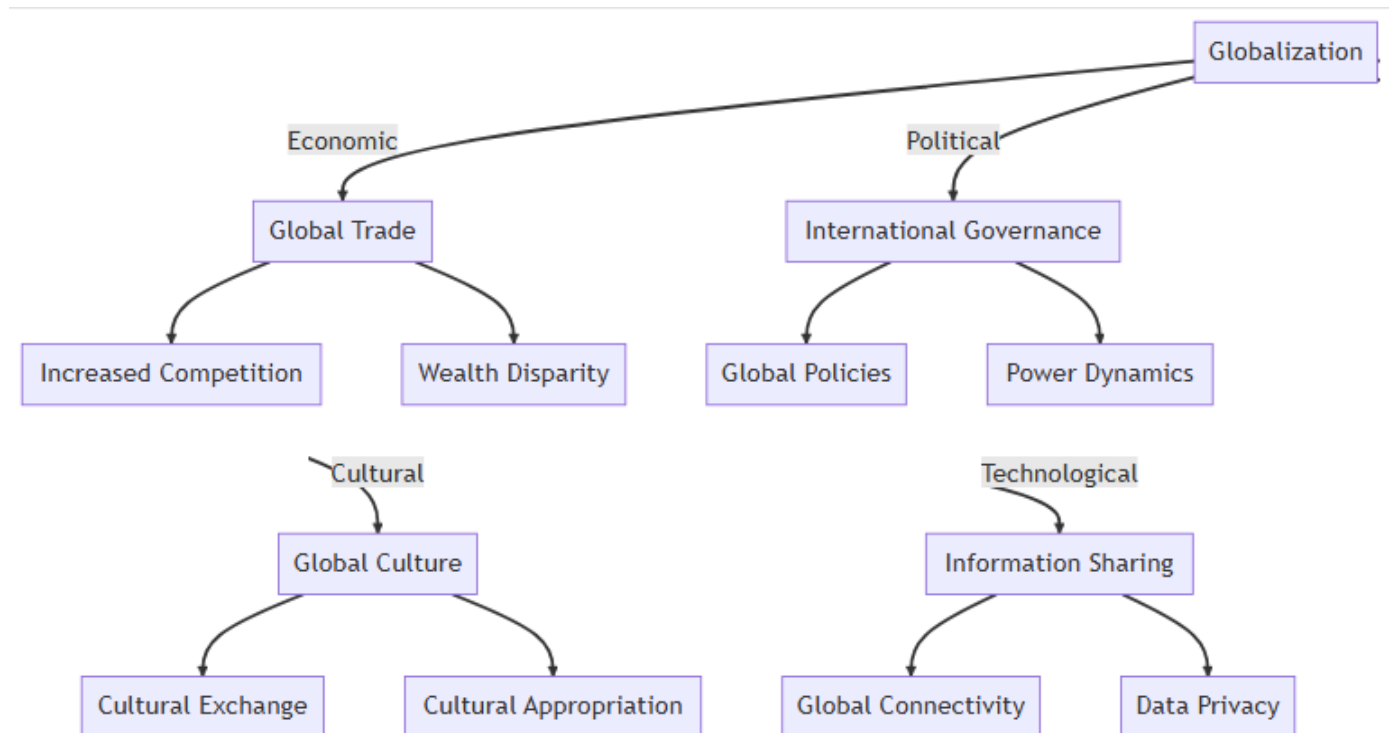 Globalization
Economic
Political
Global Trade
International Governance
Increased Competition
Wealth Disparity
Global Policies
Power Dynamics
Cultural
Technological
Global Culture
Information Sharing
Cultural Exchange
Cultural Appropriation
Global Connectivity
Data Privacy